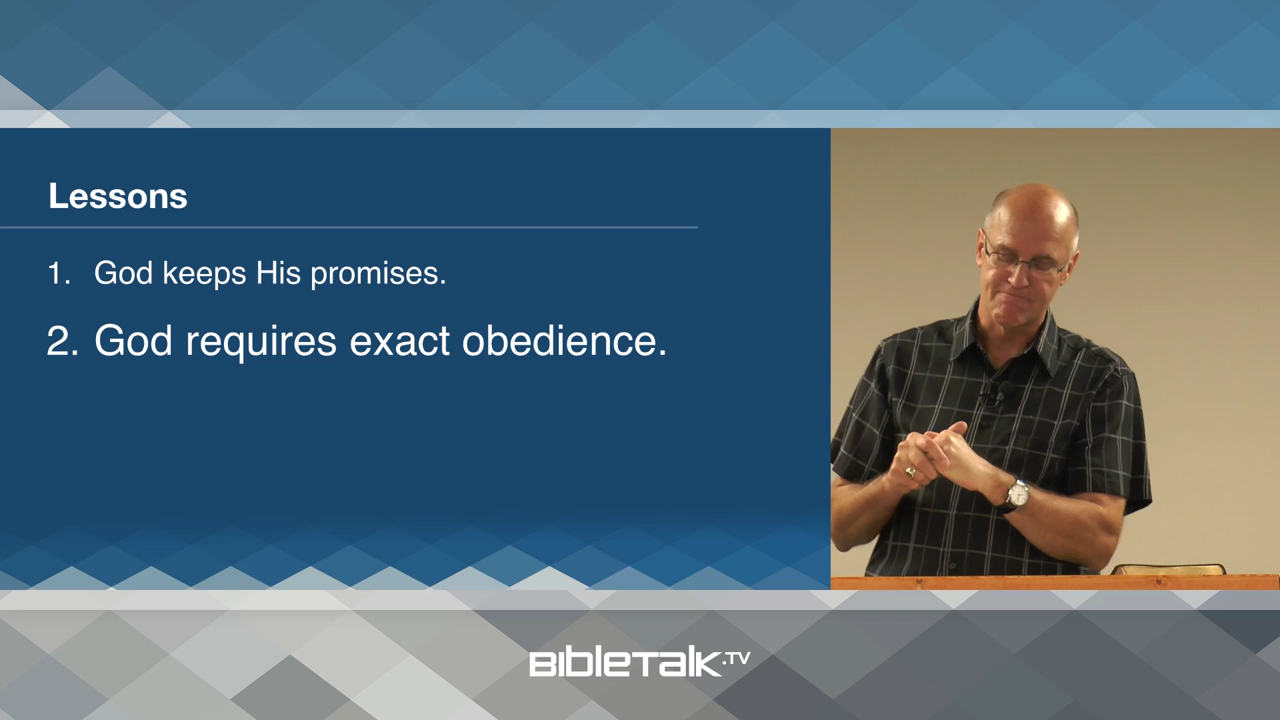 Lessons
1. God keeps His promises.
2. God requires exact obedience.
BIBLETALK.TV